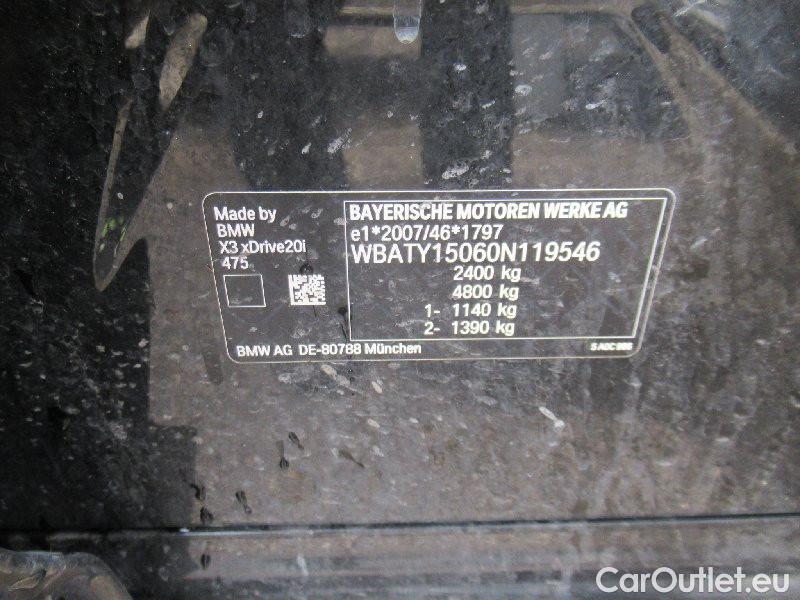 Made by
BMW
X3 xDrive20i
475
BAYERISCHE MOTOREN WERKE AG
e1*2007/46*1797
WBATY15060N119546
2400 kg
4800 kg
1- 1140 kg
2- 1390 kg
BMW AG DE-80788 München
CarOutlet.eu